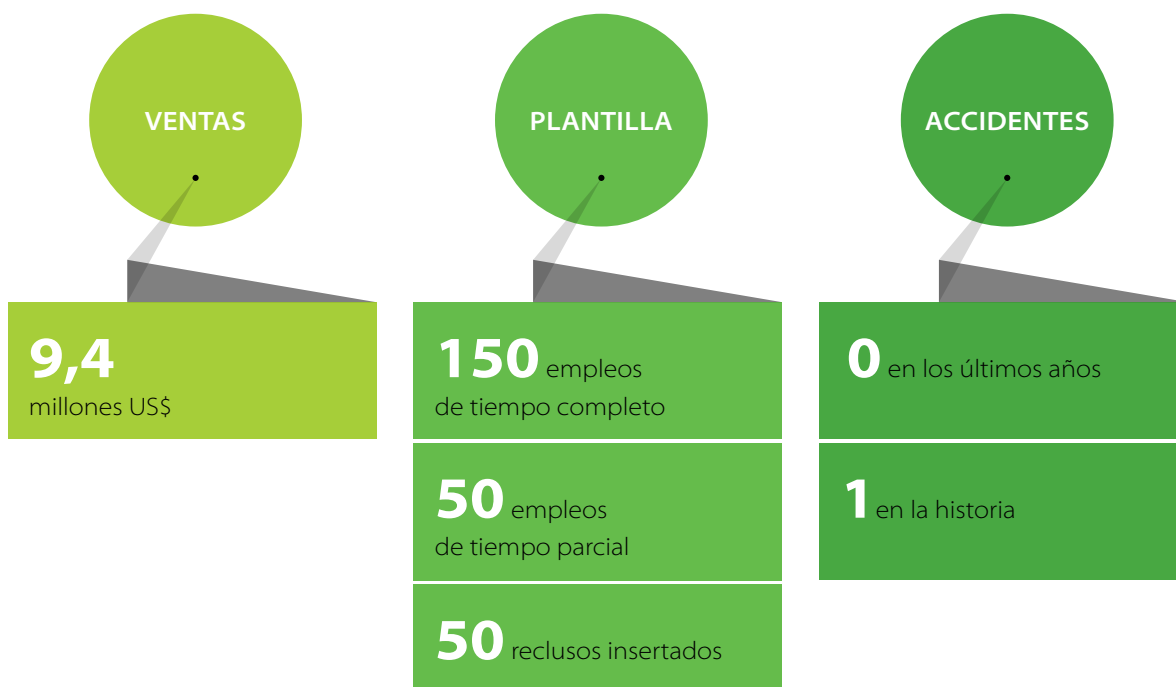 VENTAS
9,4
millones US$
PLANTILLA
150 empleos
de tiempo completo
50 empleos
de tiempo parcial
50 reclusos insertados
ACCIDENTES
0 en los últimos años
1 en la historia